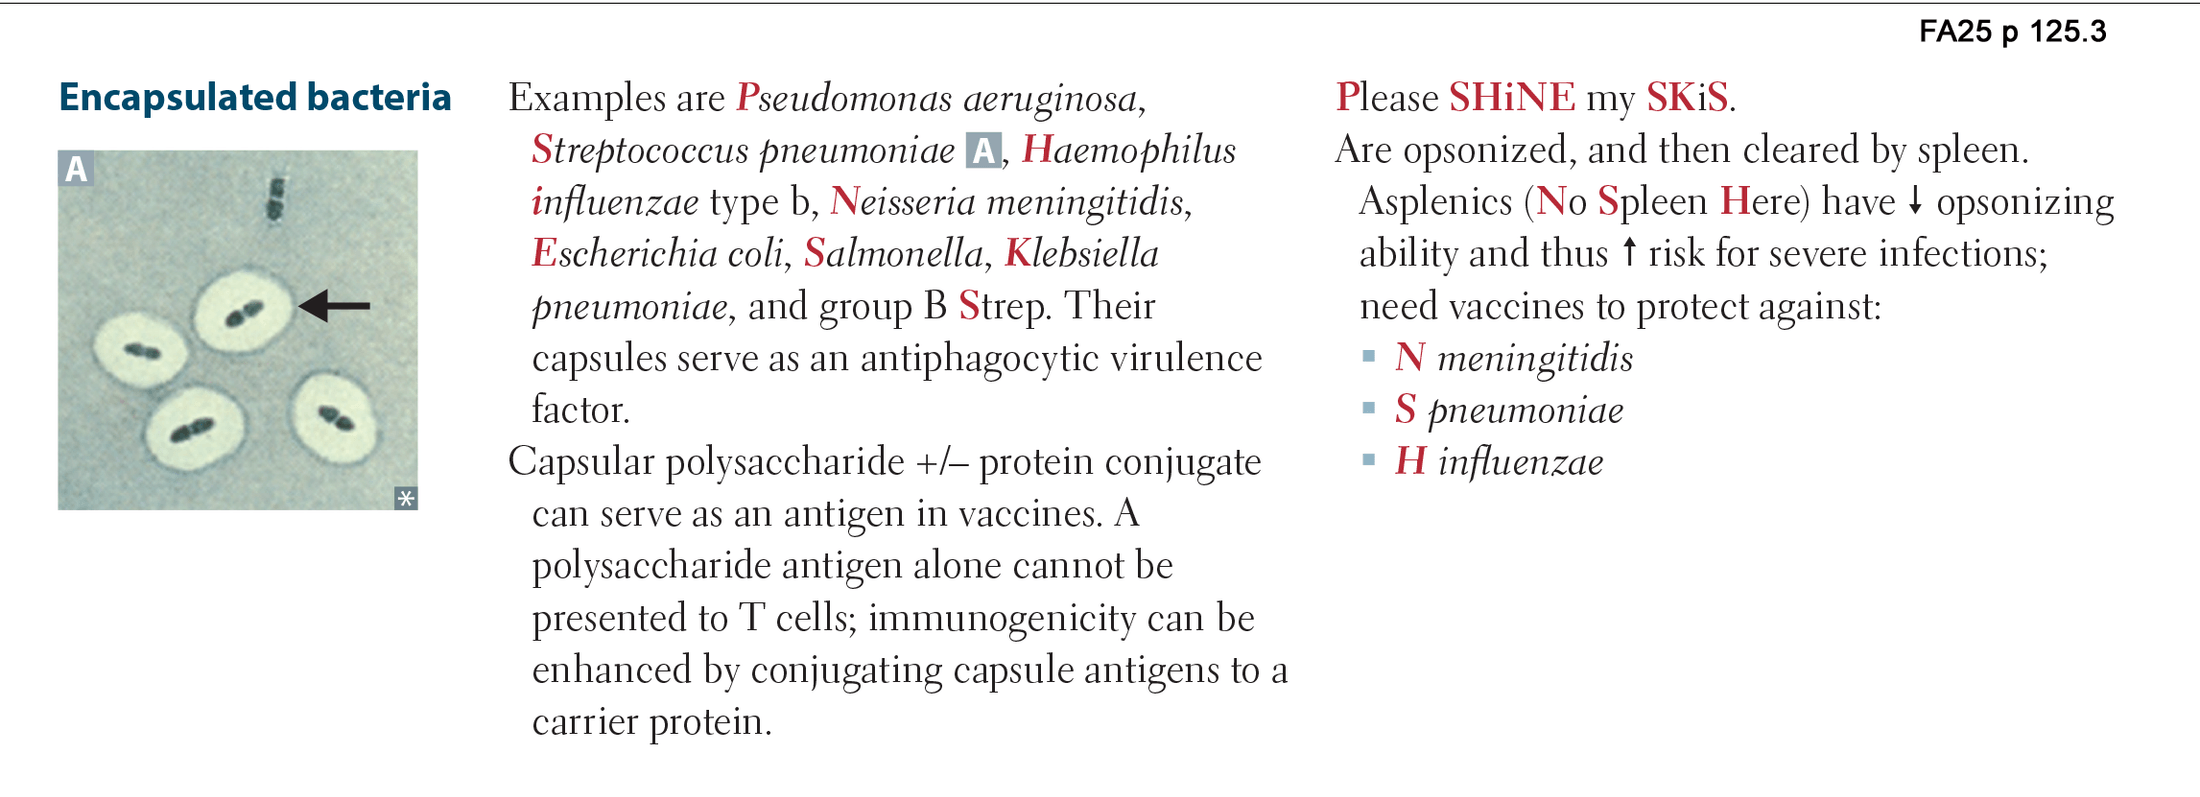 FA25 p 125.3
Encapsulated bacteria
A
*
Examples are Pseudomonas aeruginosa,
Streptococcus pneumoniae A, Haemophilus
influenzae type b, Neisseria meningitidis,
Escherichia coli, Salmonella, Klebsiella
pneumoniae, and group B Strep. Their
capsules serve as an antiphagocytic virulence
factor.
Capsular polysaccharide +/– protein conjugate
can serve as an antigen in vaccines. A
polysaccharide antigen alone cannot be
presented to T cells; immunogenicity can be
enhanced by conjugating capsule antigens to a
carrier protein.
Please SHiNE my SKiS.
Are opsonized, and then cleared by spleen.
Asplenics (No Spleen Here) have ↓ opsonizing
ability and thus ↑ risk for severe infections;
need vaccines to protect against:
▪ N meningitidis
▪ S pneumoniae
▪ H influenzae